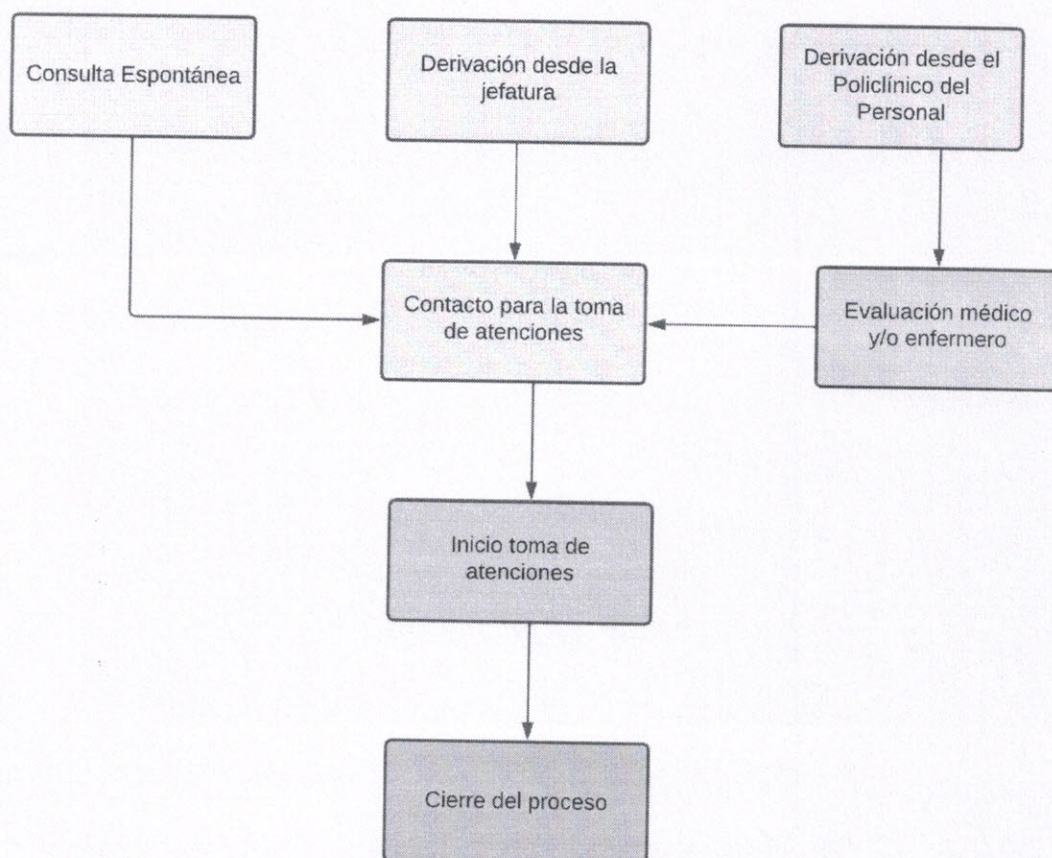 Consulta Espontánea
Derivación desde la
jefatura
Derivación desde el
Policlínico del
Personal
Contacto para la toma
de atenciones
Evaluación médico
y/o enfermero
Inicio toma de
atenciones
Cierre del proceso